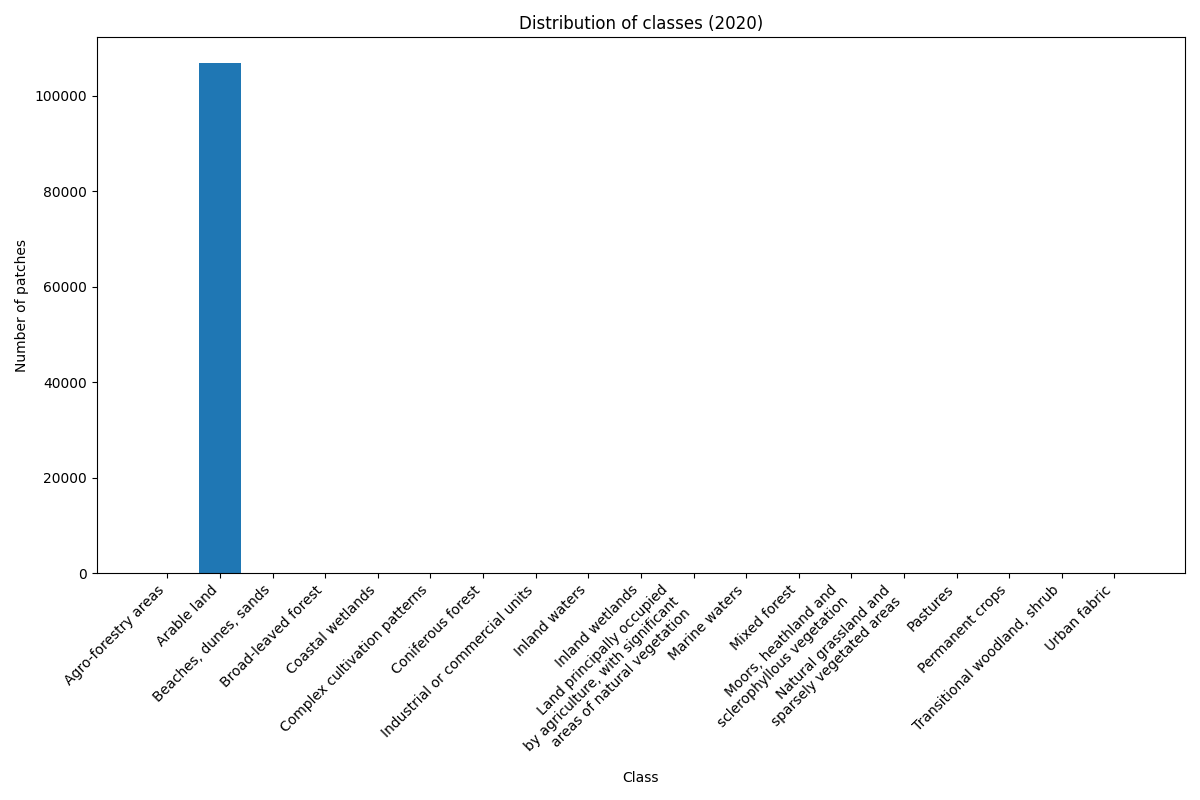 Distribution of classes (2020)
Number of patches
100000
80000
60000
40000
20000
0
Agro-forestry areas
Arable land
Beaches, dunes, sands
Broad-leaved forest
Coastal wetlands
Complex cultivation patterns
Coniferous forest
Industrial or commercial units
Inland waters
Inland wetlands
Land principally occupied
by agriculture, with significant
areas of natural vegetation
Marine waters
Mixed forest
Moors, heathland and
sclerophyllous vegetation
Natural grassland and
sparsely vegetated areas
Pastures
Permanent crops
Transitional woodland, shrub
Urban fabric
Class